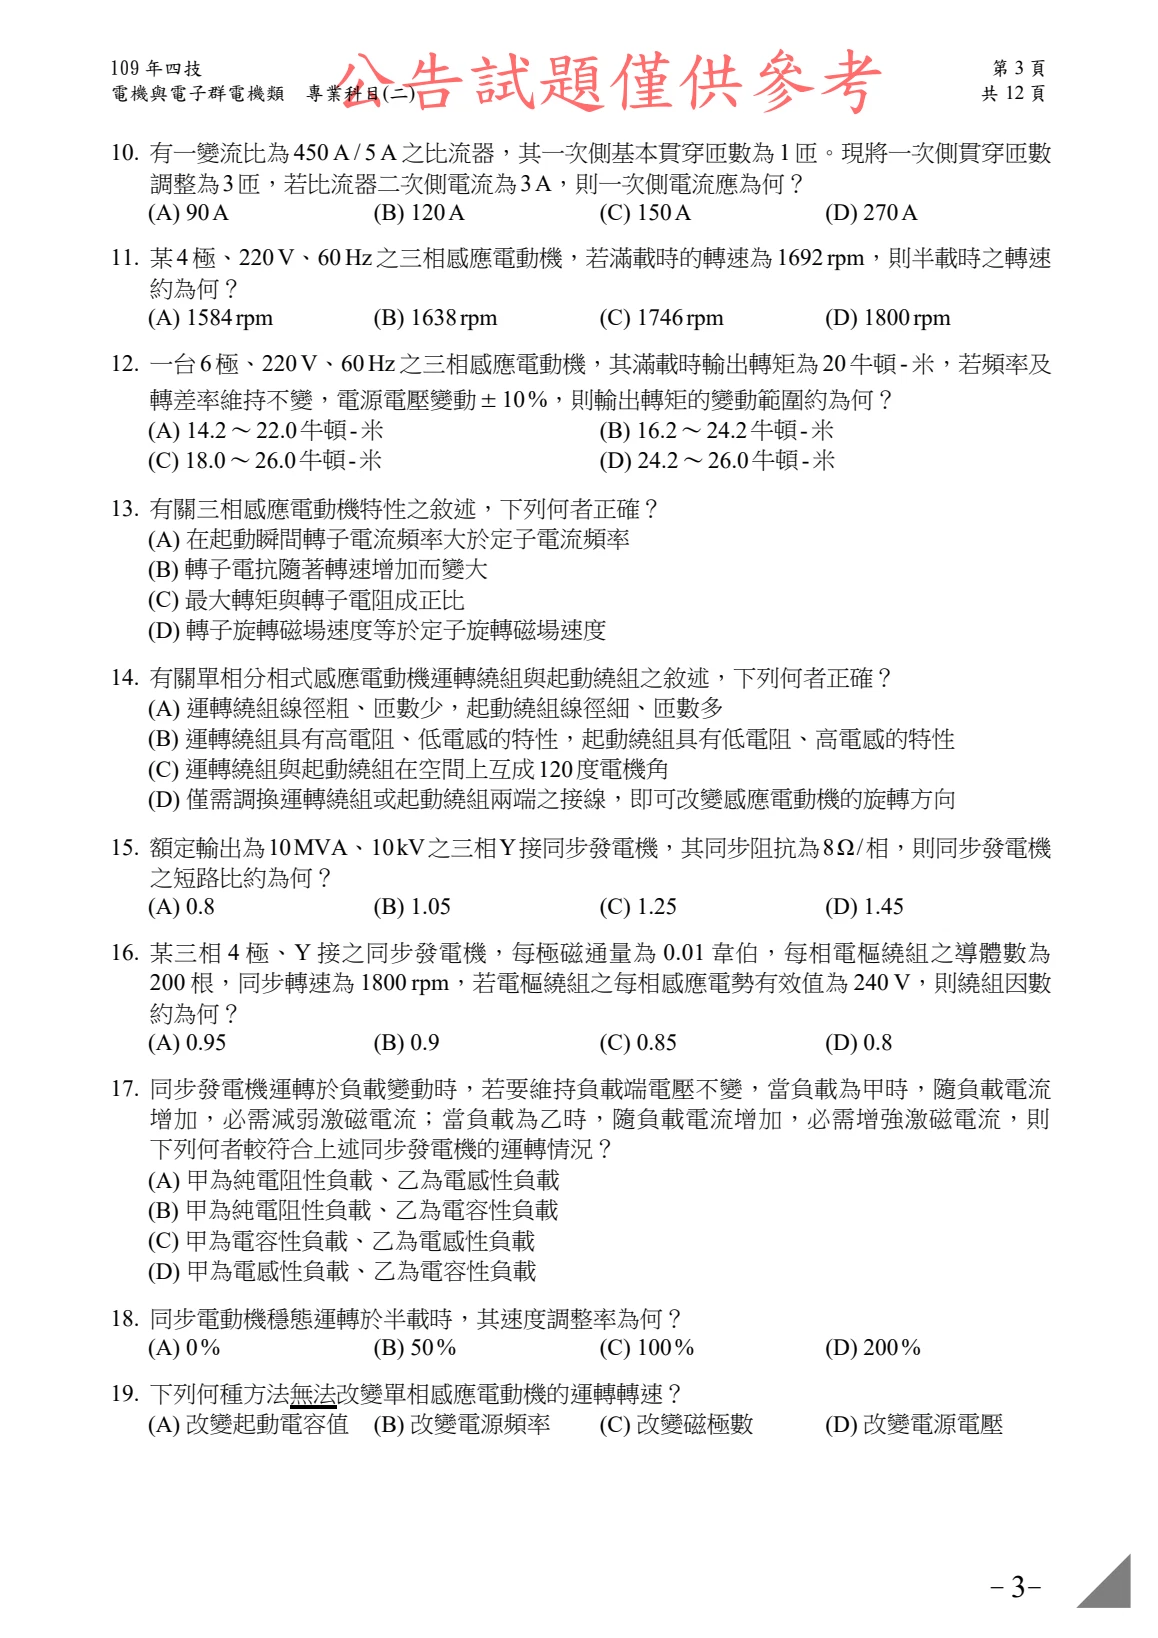 109 年四技
電機與電子群電機類 專業科目(二)
公告試題僅供參考
第 3 頁
共 12 頁
10. 有一變流比為 450 A / 5 A 之比流器，其一次側基本貫穿匝數為 1 匝。現將一次側貫穿匝數
調整為 3 匝，若比流器二次側電流為 3 A，則一次側電流應為何？
(A) 90 A (B) 120 A (C) 150 A (D) 270 A
11. 某 4 極、220 V、60 Hz 之三相感應電動機，若滿載時的轉速為 1692 rpm，則半載時之轉速
約為何？
(A) 1584 rpm (B) 1638 rpm (C) 1746 rpm (D) 1800 rpm
12. 一台 6 極、220 V、60 Hz 之三相感應電動機，其滿載時輸出轉矩為 20 牛頓 - 米，若頻率及
轉差率維持不變，電源電壓變動 ± 10 %，則輸出轉矩的變動範圍約為何？
(A) 14.2 ～ 22.0 牛頓 - 米 (B) 16.2 ～ 24.2 牛頓 - 米
(C) 18.0 ～ 26.0 牛頓 - 米 (D) 24.2 ～ 26.0 牛頓 - 米
13. 有關三相感應電動機特性之敘述，下列何者正確？
(A) 在起動瞬間轉子電流頻率大於定子電流頻率
(B) 轉子電抗隨著轉速增加而變大
(C) 最大轉矩與轉子電阻成正比
(D) 轉子旋轉磁場速度等於定子旋轉磁場速度
14. 有關單相分相式感應電動機運轉繞組與起動繞組之敘述，下列何者正確？
(A) 運轉繞組線徑粗、匝數少，起動繞組線徑細、匝數多
(B) 運轉繞組具有高電阻、低電感的特性，起動繞組具有低電阻、高電感的特性
(C) 運轉繞組與起動繞組在空間上互成 120 度電機角
(D) 僅需調換運轉繞組或起動繞組兩端之接線，即可改變感應電動機的旋轉方向
15. 額定輸出為 10 MVA、10 kV 之三相 Y 接同步發電機，其同步阻抗為 8 Ω / 相，則同步發電機
之短路比約為何？
(A) 0.8 (B) 1.05 (C) 1.25 (D) 1.45
16. 某三相 4 極、Y 接之同步發電機，每極磁通量為 0.01 韋伯，每相電樞繞組之導體數為
200 根，同步轉速為 1800 rpm，若電樞繞組之每相感應電勢有效值為 240 V，則繞組因數
約為何？
(A) 0.95 (B) 0.9 (C) 0.85 (D) 0.8
17. 同步發電機運轉於負載變動時，若要維持負載端電壓不變，當負載為甲時，隨負載電流
增加，必需減弱激磁電流；當負載為乙時，隨負載電流增加，必需增強激磁電流，則
下列何者較符合上述同步發電機的運轉情況？
(A) 甲為純電阻性負載、乙為電感性負載
(B) 甲為純電阻性負載、乙為電容性負載
(C) 甲為電容性負載、乙為電感性負載
(D) 甲為電感性負載、乙為電容性負載
18. 同步電動機穩態運轉於半載時，其速度調整率為何？
(A) 0 % (B) 50 % (C) 100 % (D) 200 %
19. 下列何種方法無法改變單相感應電動機的運轉轉速？
(A) 改變起動電容值 (B) 改變電源頻率 (C) 改變磁極數 (D) 改變電源電壓
- 3 -